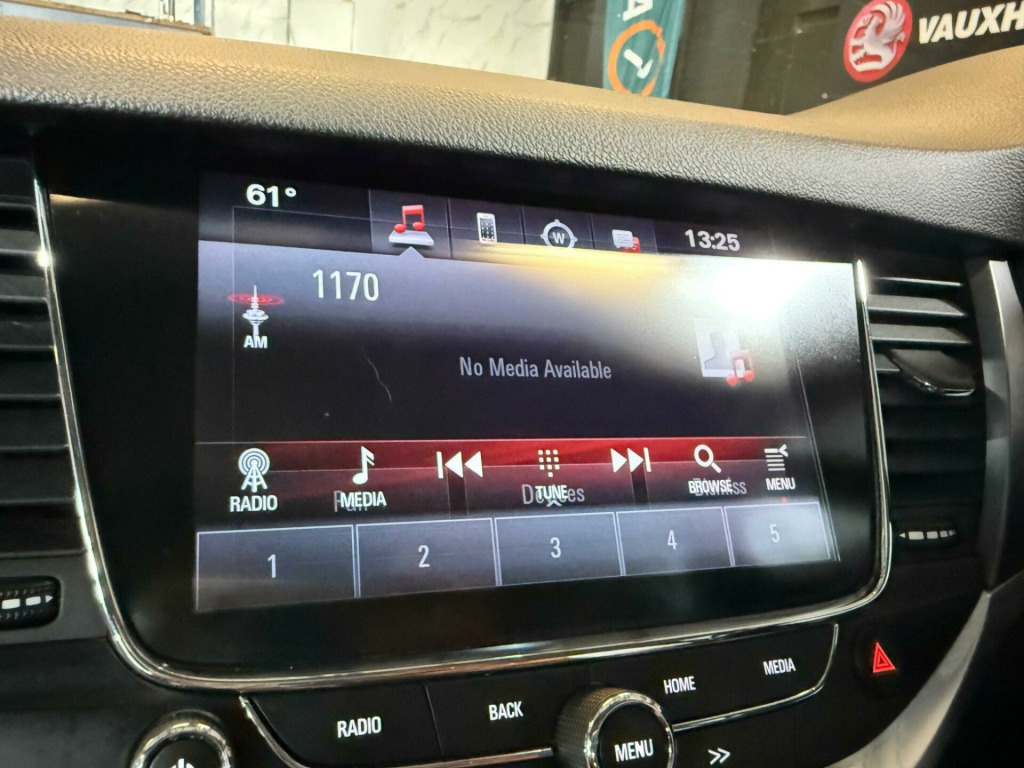 VAUXH
61°
W
13:25
1170
AM
No Media Available
RADIO
MEDIA
TUNE
BROWSE
MENU
1
2
3
4
5
RADIO
BACK
HOME
MEDIA
MENU